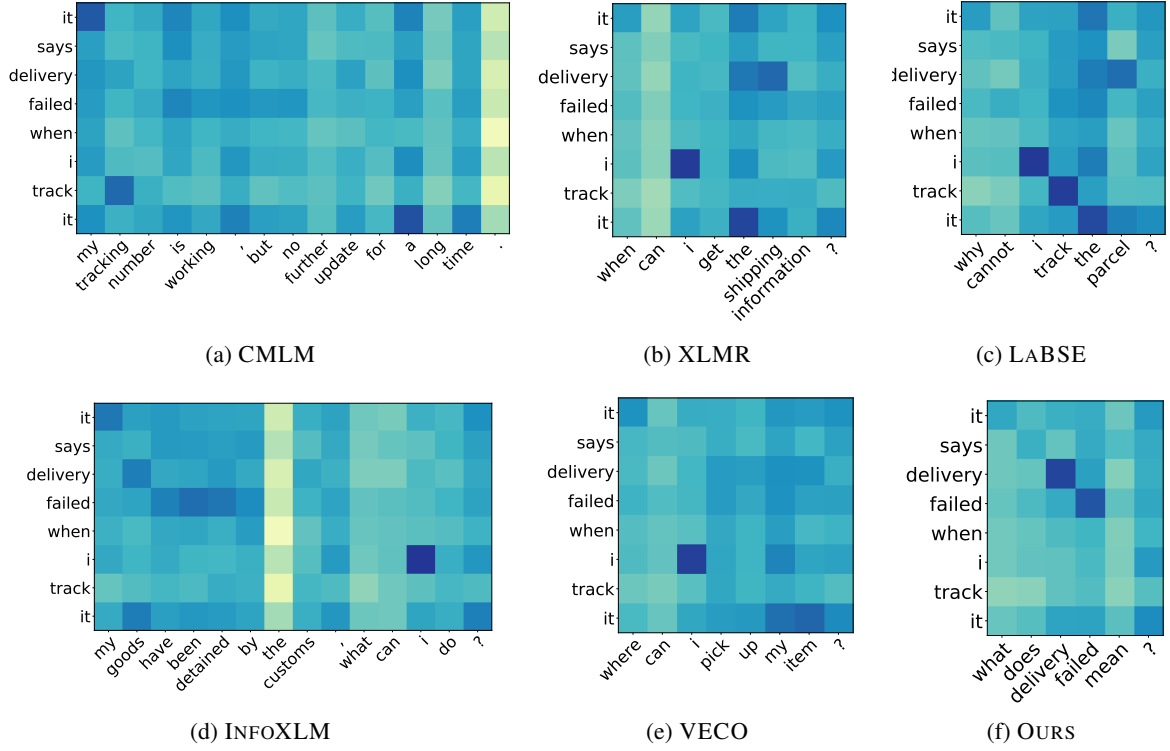 it
says
delivery
failed
when
i
track
it
my tracking number is working , but no further update for a long time .
(a) CMLM
it
says
delivery
failed
when
i
track
it
when can i get the shipping information ?
(b) XLMR
it
says
delivery
failed
when
i
track
it
why cannot i track the parcel ?
(c) LABSE
it
says
delivery
failed
when
i
track
it
my goods have been detained by the customs , what can i do ?
(d) INFOXLM
it
says
delivery
failed
when
i
track
it
where can i pick up my item ?
(e) VECO
it
says
delivery
failed
when
i
track
it
what does delivery failed mean ?
(f) OURS